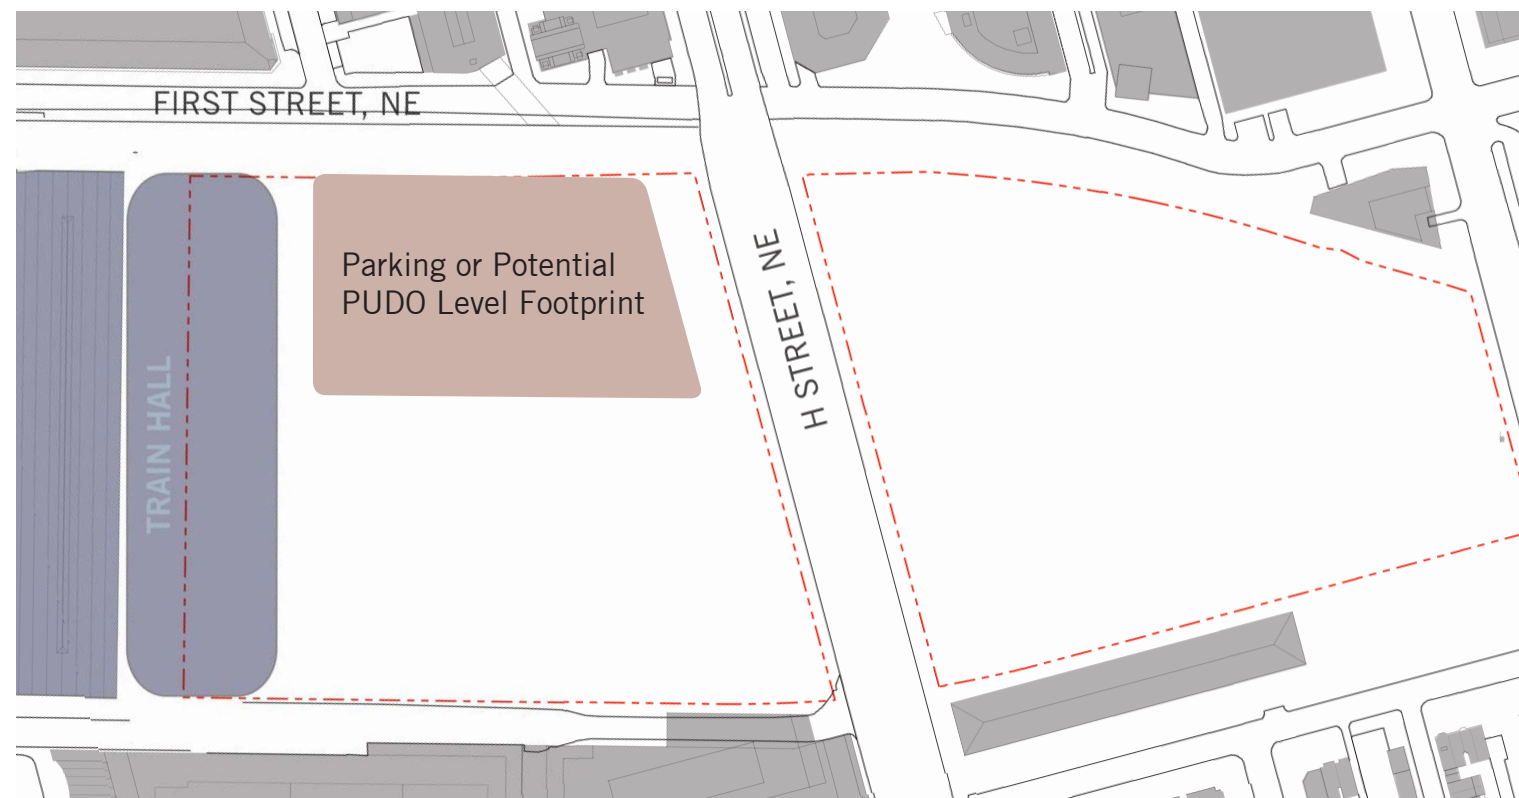 FIRST STREET, NE
Parking or Potential
PUDO Level Footprint
H STREET, NE
TRAIN HALL